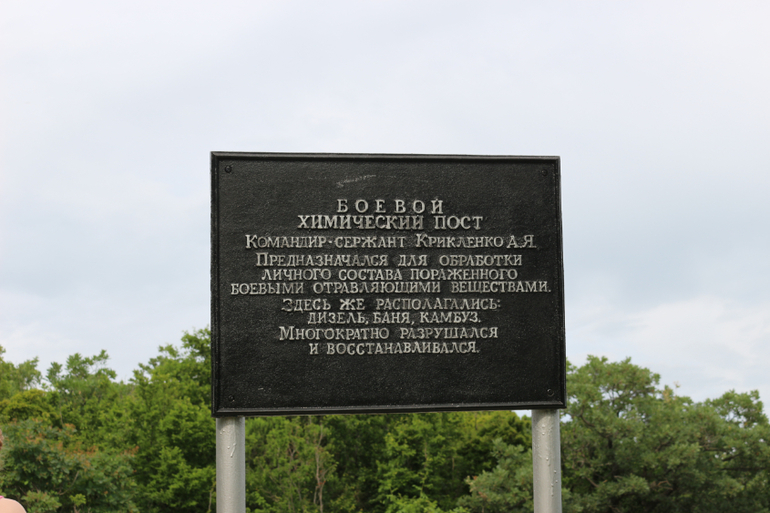 БОЕВОЙ
ХИМИЧЕСКИЙ ПОСТ
КОМАНДИР-СЕРЖАНТ КРИКЛЕНКО А.Я.
ПРЕДНАЗНАЧАЛСЯ ДЛЯ ОБРАБОТКИ
ЛИЧНОГО СОСТАВА ПОРАЖЕННОГО
БОЕВЫМИ ОТРАВЛЯЮЩИМИ ВЕЩЕСТВАМИ.
ЗДЕСЬ ЖЕ РАСПОЛАГАЛИСЬ:
ДИЗЕЛЬ, БАНЯ, КАМБУЗ.
МНОГОКРАТНО РАЗРУШАЛСЯ
И ВОССТАНАВЛИВАЛСЯ.